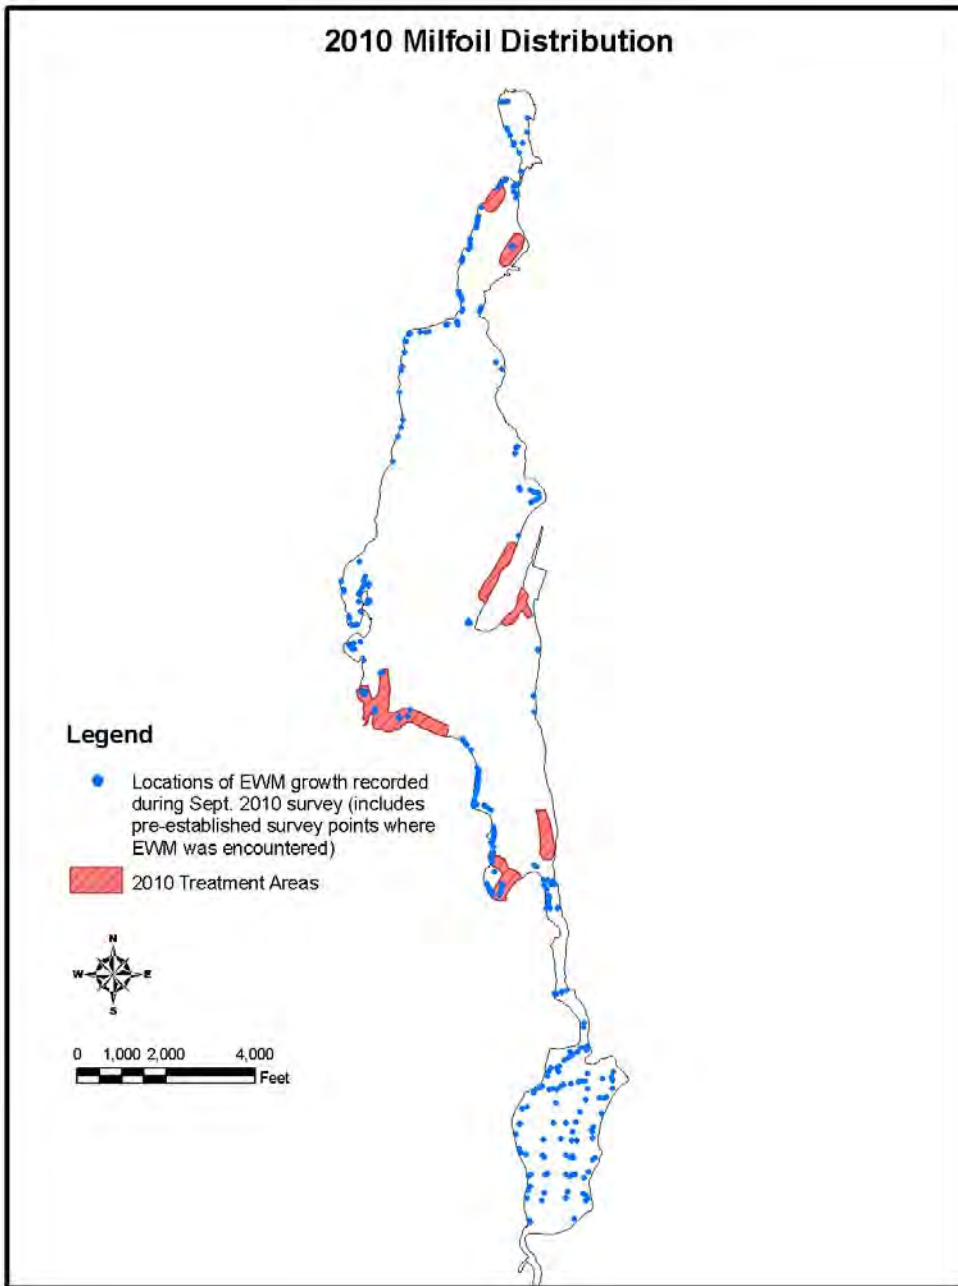 2010 Milfoil Distribution
Legend
Locations of EWM growth recorded
during Sept. 2010 survey (includes
pre-established survey points where
EWM was encountered)
2010 Treatment Areas
N
W E
S
0 1,000 2,000 4,000
Feet